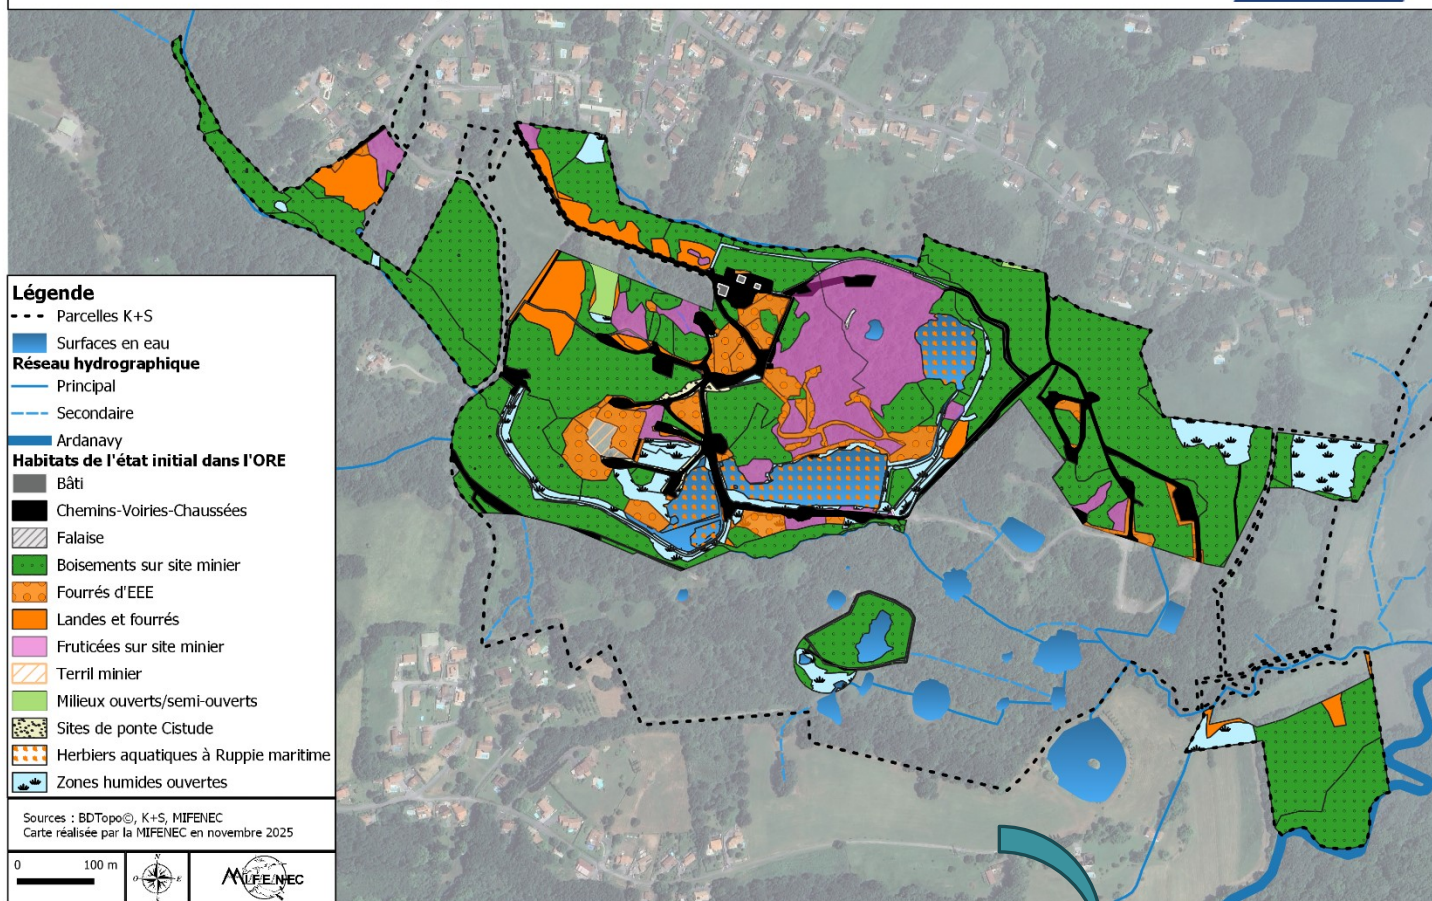 Légende
Parcelles K+S
Surfaces en eau
Réseau hydrographique
Principal
Secondaire
Ardanavy
Habitats de l'état initial dans l'ORE
Bâti
Chemins-Voiries-Chaussées
Falaise
Boisements sur site minier
Fourrés d'EEE
Landes et fourrés
Fruticées sur site minier
Terril minier
Milieux ouverts/semi-ouverts
Sites de ponte Cistude
Herbiers aquatiques à Ruppie maritime
Zones humides ouvertes
Sources : BDTopo©, K+S, MIFENEC
Carte réalisée par la MIFENEC en novembre 2025
0 100 m
N
O E
S
MIFENEC